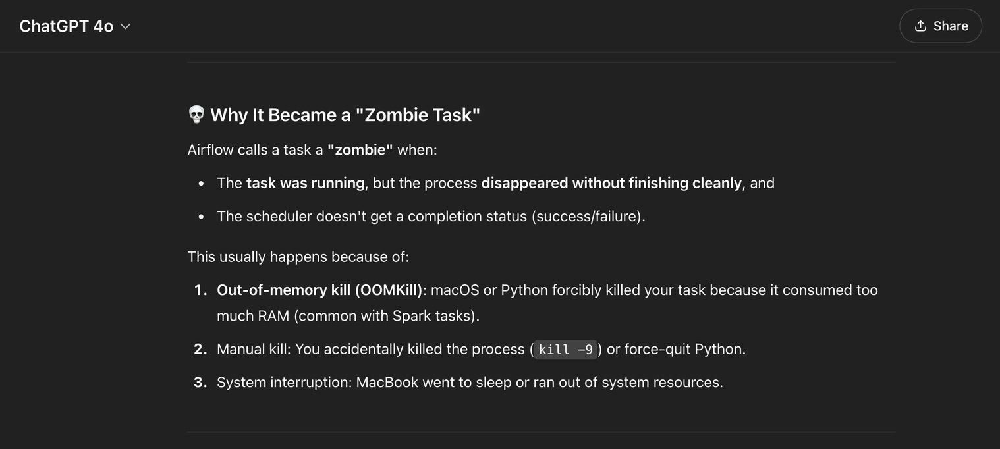 ChatGPT 4o
Share
💀 Why It Became a "Zombie Task"
Airflow calls a task a "zombie" when:
• The task was running, but the process disappeared without finishing cleanly, and
• The scheduler doesn't get a completion status (success/failure).
This usually happens because of:
1. Out-of-memory kill (OOMKill): macOS or Python forcibly killed your task because it consumed too
much RAM (common with Spark tasks).
2. Manual kill: You accidentally killed the process (kill -9) or force-quit Python.
3. System interruption: MacBook went to sleep or ran out of system resources.